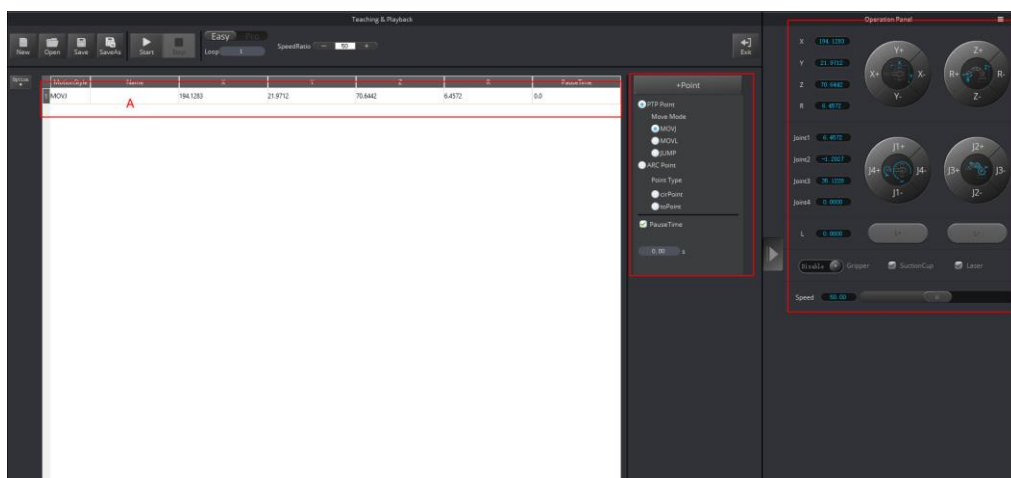 Teaching & Playback
Operation Panel
New Open Save SaveAs Start Stop
Easy Pro
Loop 1
SpeedRatio - 50 +
Exit
Option
MotionStyle Name X Y Z R PauseTime
1 MOVJ 194.1283 21.9712 70.6442 6.4572 0.0
A
+Point
PTP Point
Move Mode
MOVJ
MOVL
JUMP
ARC Point
Point Type
cirPoint
toPoint
PauseTime
0.00 s
X 194.1283
Y 21.9712
Z 70.6442
R 6.4572
Y+
X+ X-
Y-
Z+
R+ R-
Z-
Joint1 6.4572
Joint2
Joint3
Joint4 0.0000
J1+
J4+ J4-
J1-
J2+
J3+ J3-
J2-
L 0.0000 L+ L-
Disable Gripper SuctionCup Laser
Speed 50.00